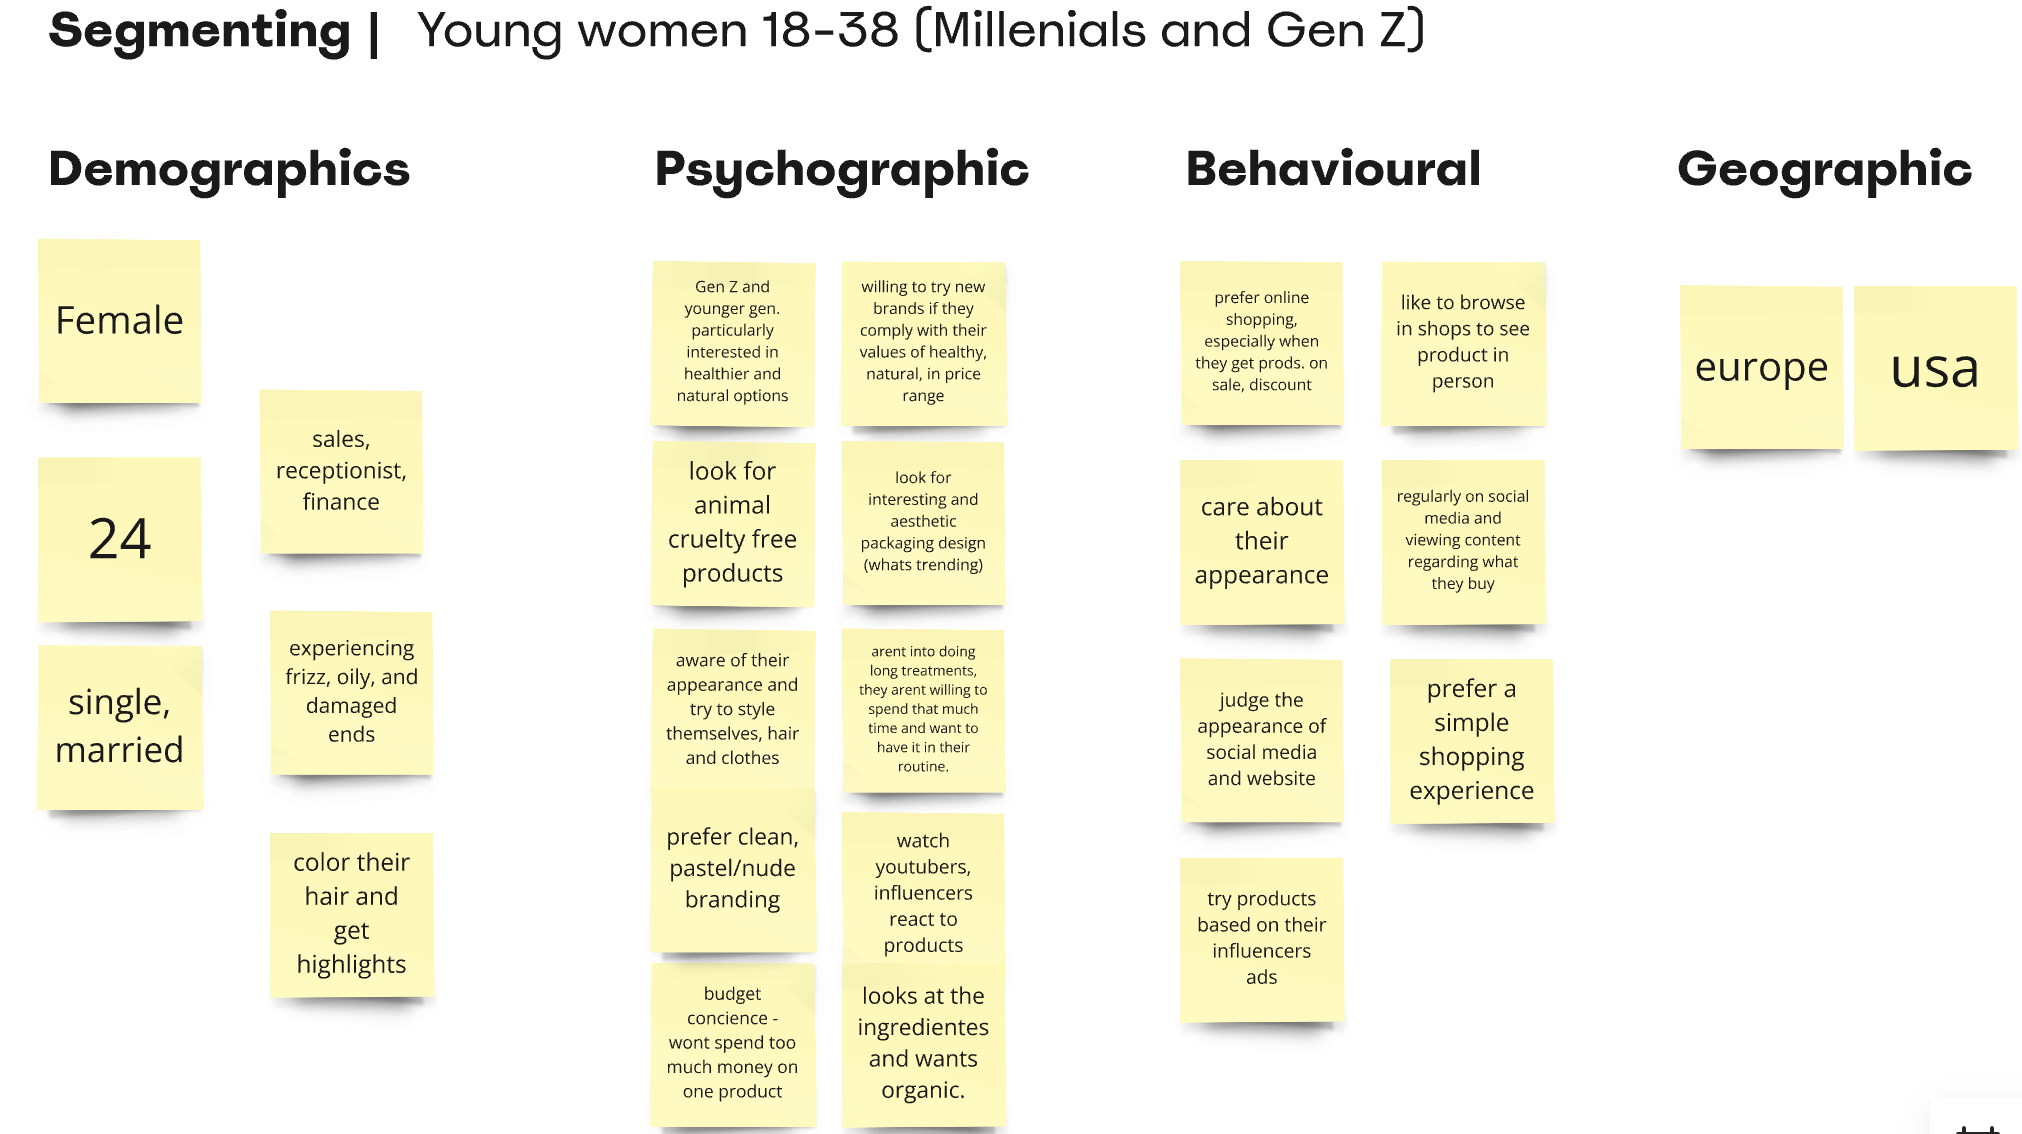 Segmenting | Young women 18-38 (Millenials and Gen Z)
Demographics
Female
24
single,
married
sales,
receptionist,
finance
experiencing
frizz, oily, and
damaged
ends
color their
hair and
get
highlights
Psychographic
Gen Z and
younger gen.
particularly
interested in
healthier and
natural options
willing to try new
brands if they
comply with their
values of healthy,
natural, in price
range
look for
animal
cruelty free
products
look for
interesting and
aesthetic
packaging design
(whats trending)
aware of their
appearance and
try to style
themselves, hair
and clothes
arent into doing
long treatments,
they arent willing to
spend that much
time and want to
have it in their
routine.
prefer clean,
pastel/nude
branding
watch
youtubers,
influencers
react to
products
budget
concience -
wont spend too
much money on
one product
looks at the
ingredientes
and wants
organic.
Behavioural
prefer online
shopping,
especially when
they get prods. on
sale, discount
like to browse
in shops to see
product in
person
care about
their
appearance
regularly on social
media and
viewing content
regarding what
they buy
judge the
appearance of
social media
and website
prefer a
simple
shopping
experience
try products
based on their
influencers
ads
Geographic
europe
usa